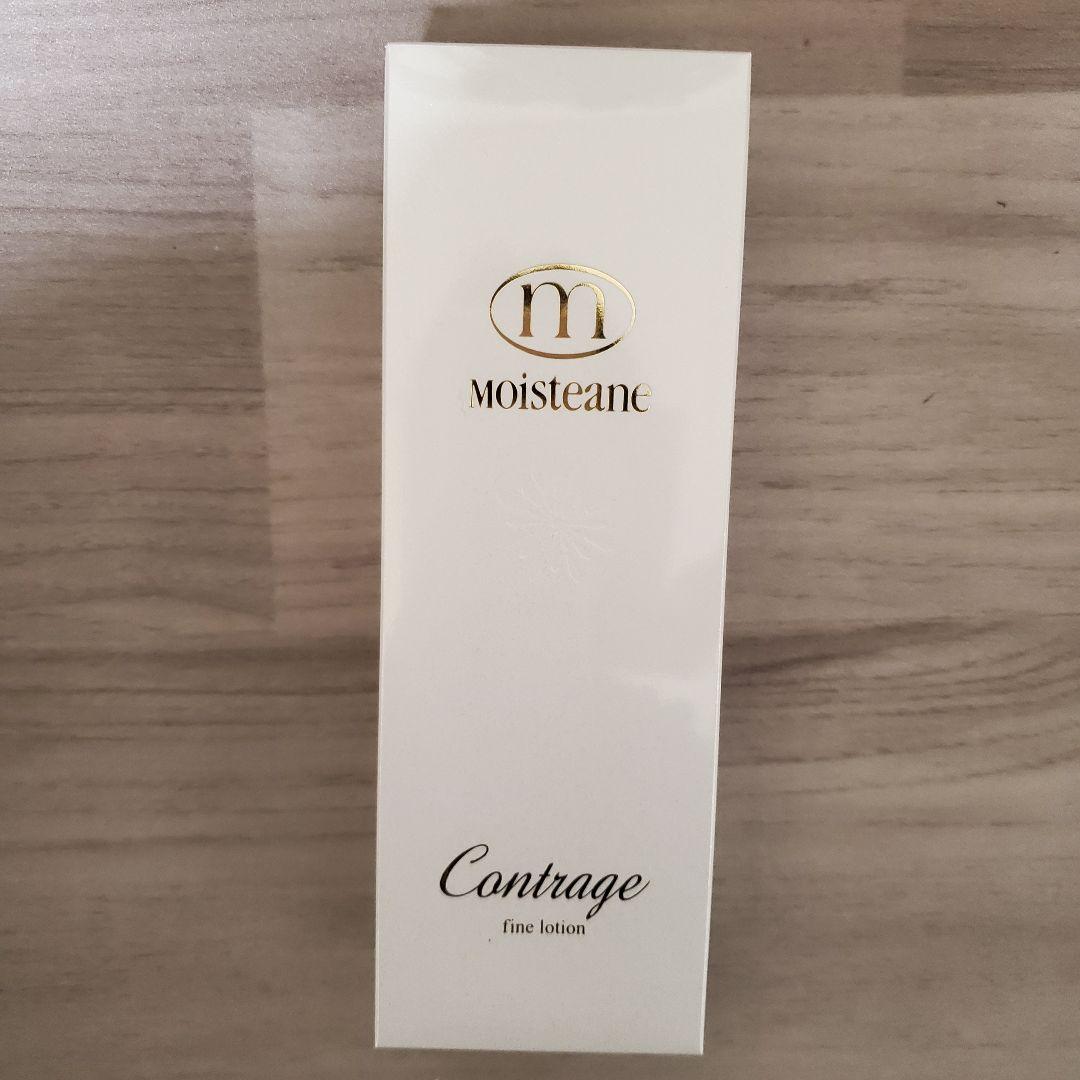 m
Moisteane
Contrage
fine lotion